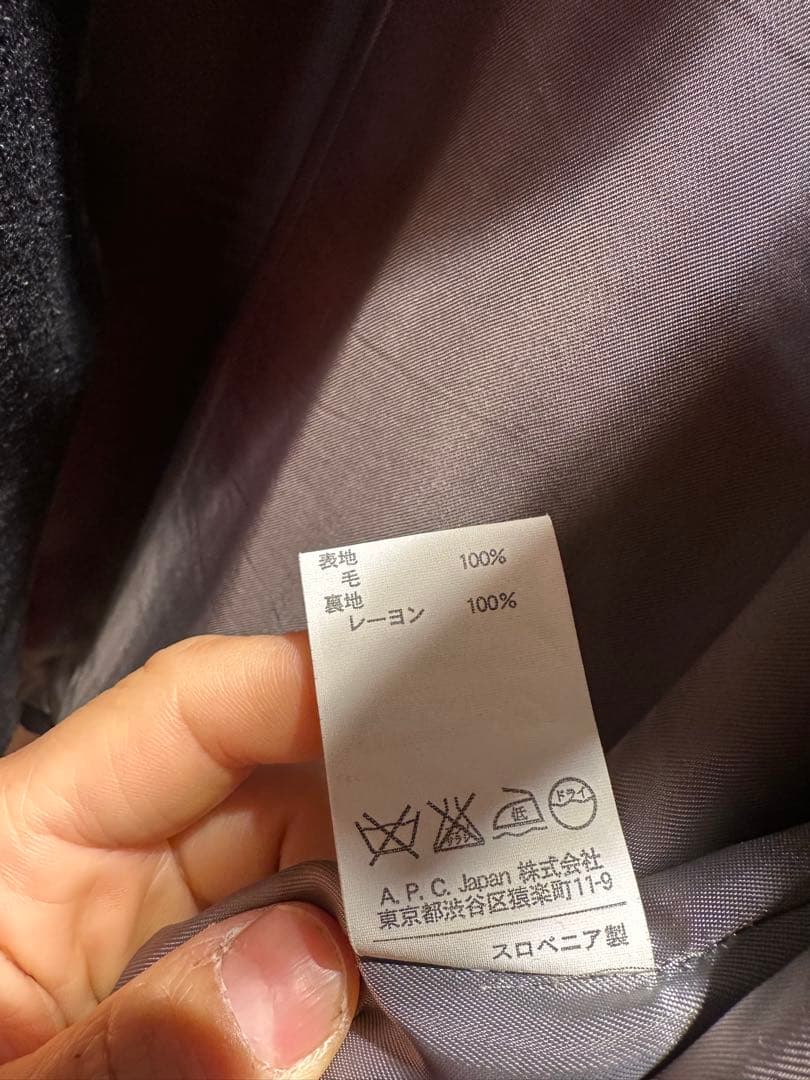 表地 100%
毛
裏地 100%
レーヨン
低
ドライ
A. P. C. Japan 株式会社
東京都渋谷区猿楽町11-9
スロベニア製